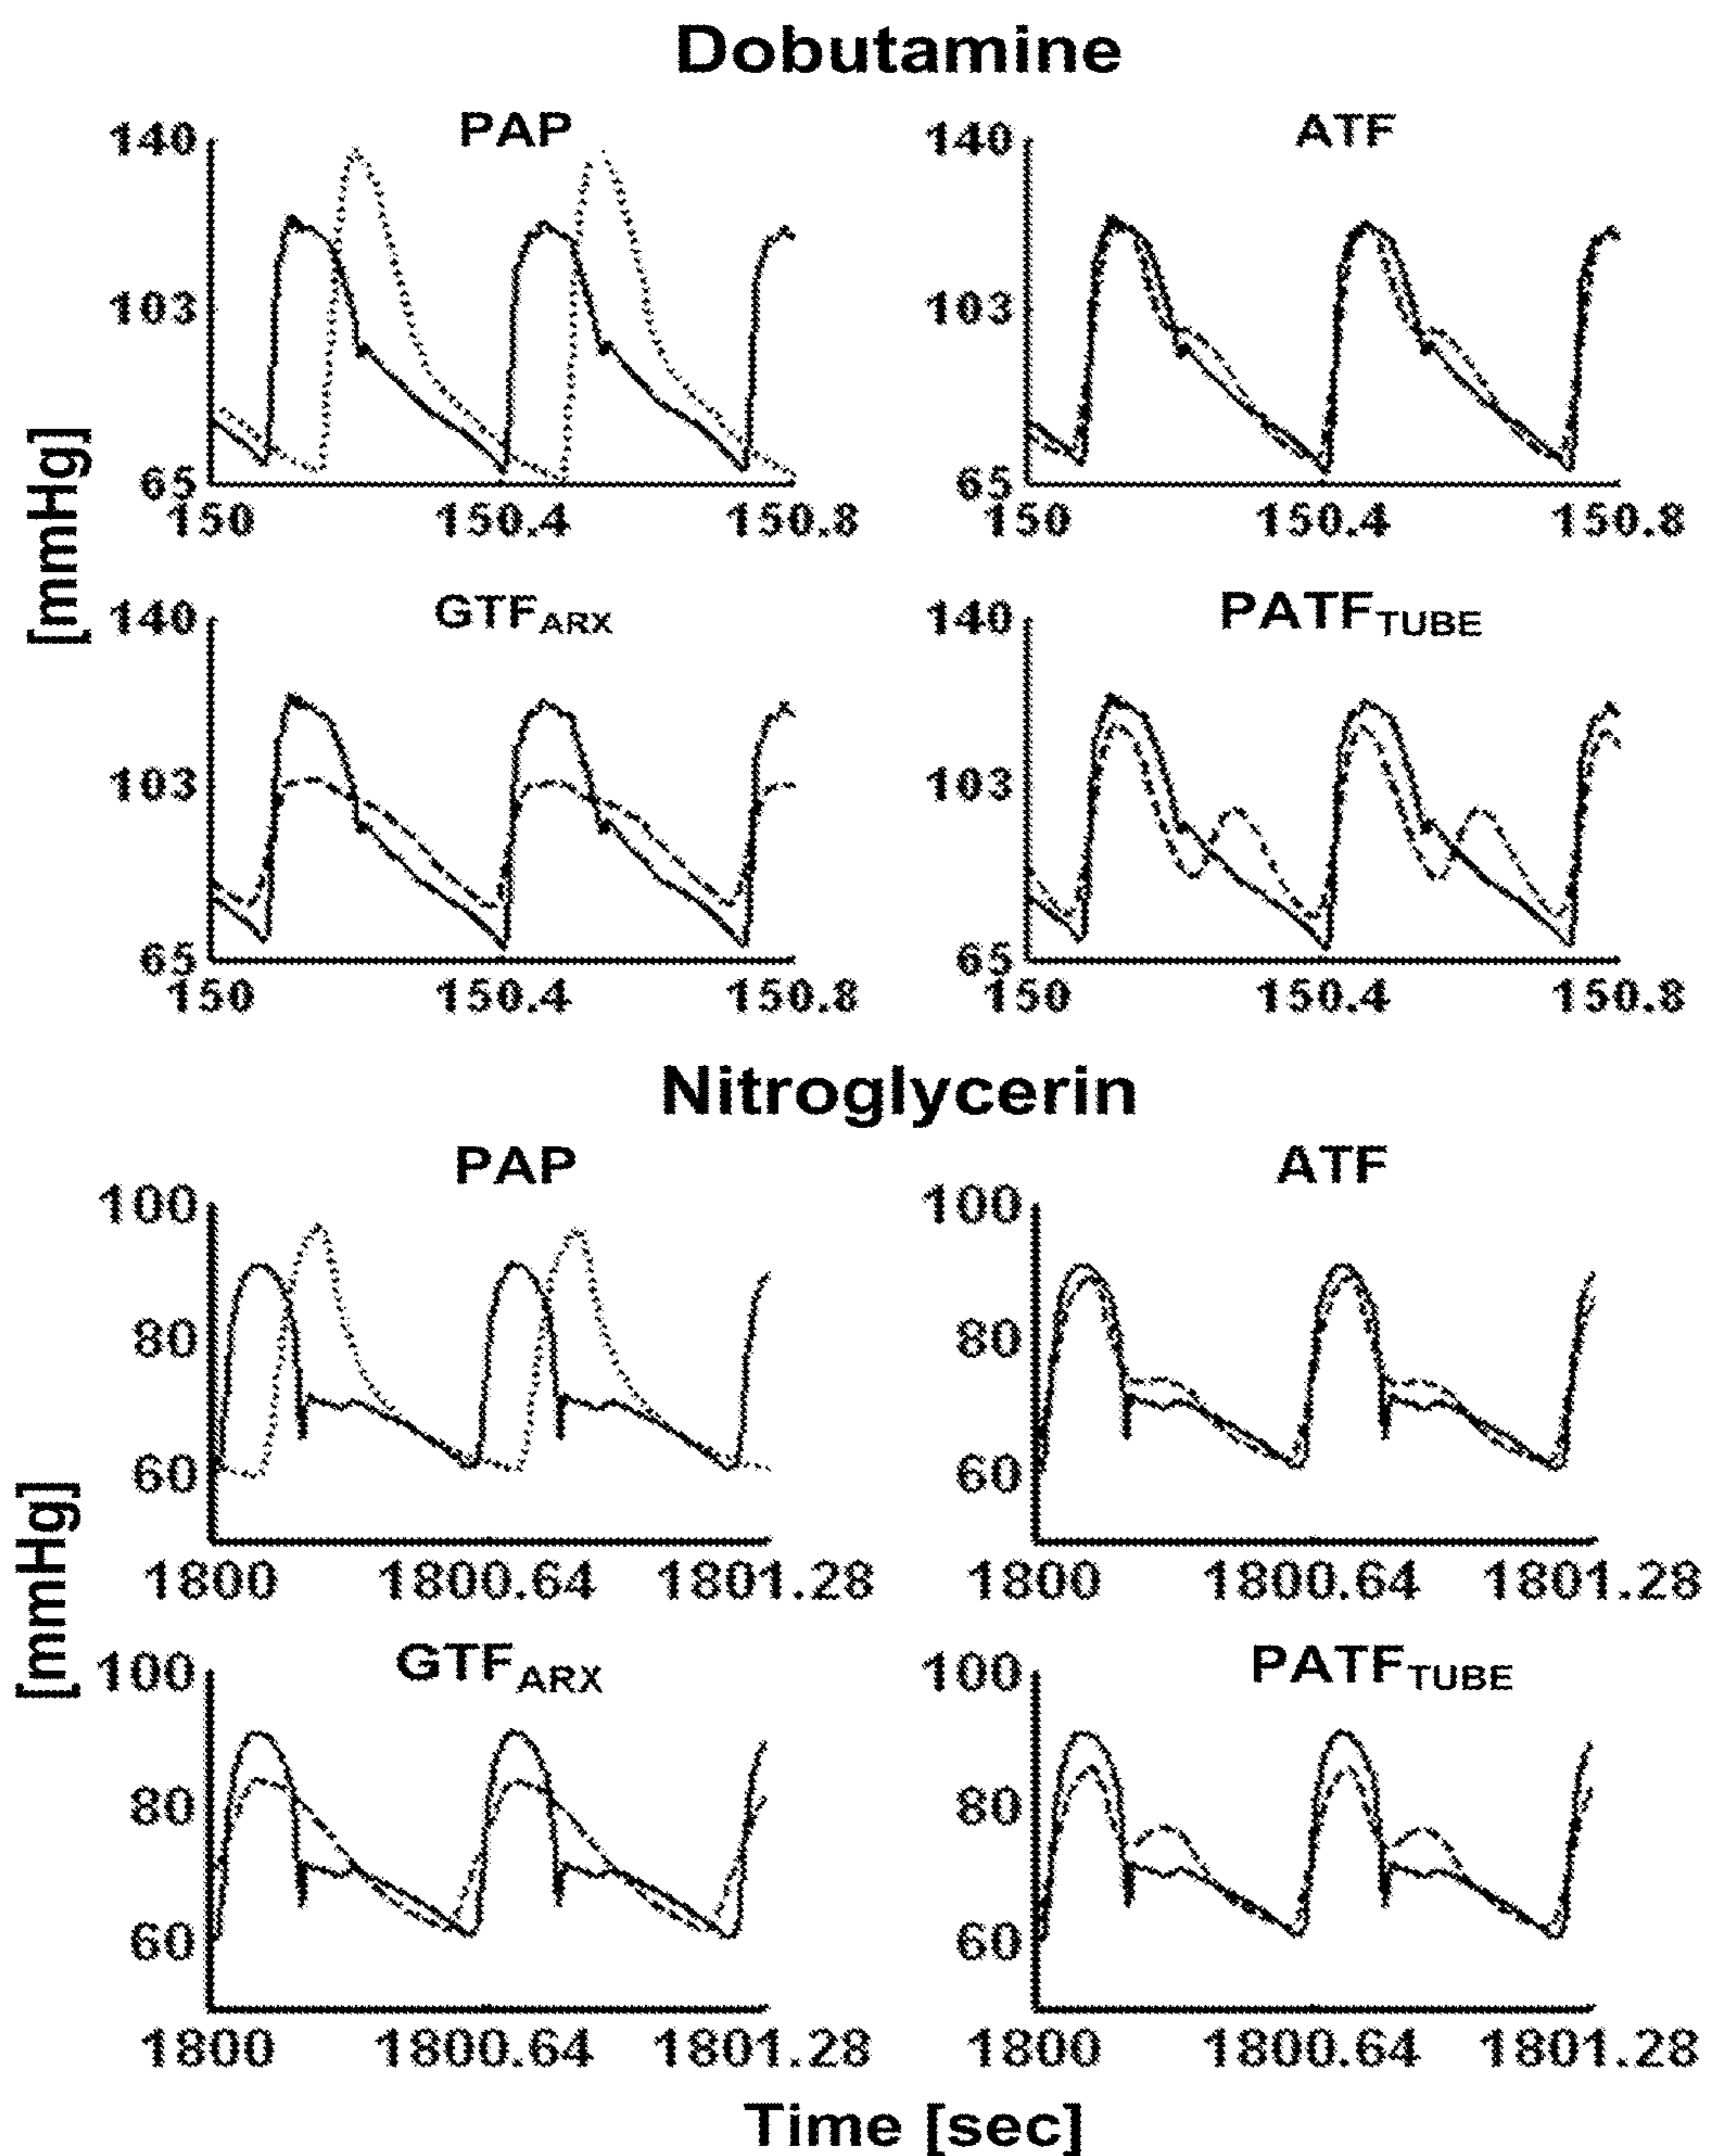 Dobutamine
PAP ATF
140 140
103 103
65 65
150 150.4 150.8 150 150.4 150.8
[mmHg]
GTFARX PATFTUBE
140 140
103 103
65 65
150 150.4 150.8 150 150.4 150.8
Nitroglycerin
PAP ATF
100 100
80 80
60 60
1800 1800.64 1801.28 1800 1800.64 1801.28
[mmHg]
GTFARX PATFTUBE
100 100
80 80
60 60
1800 1800.64 1801.28 1800 1800.64 1801.28
Time [sec]